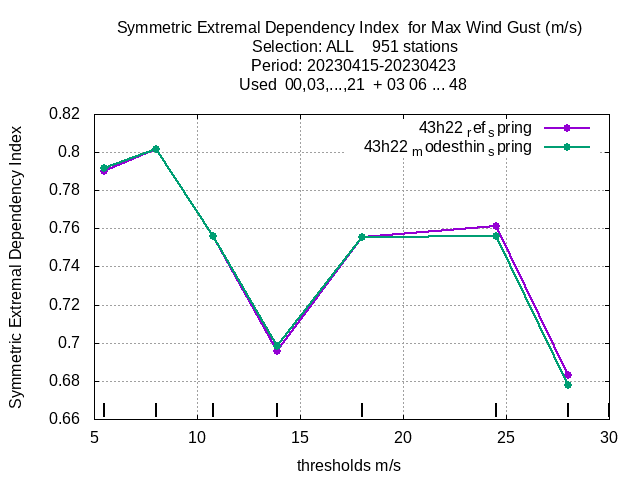 Symmetric Extremal Dependency Index  for Max Wind Gust (m/s)
Selection: ALL    951 stations
Period: 20230415-20230423
Used  00,03,...,21  + 03 06 ... 48
43h22 ref spring
43h22 modesthin spring
Symmetric Extremal Dependency Index
0.82
0.8
0.78
0.76
0.74
0.72
0.7
0.68
0.66
5 10 15 20 25 30
thresholds m/s